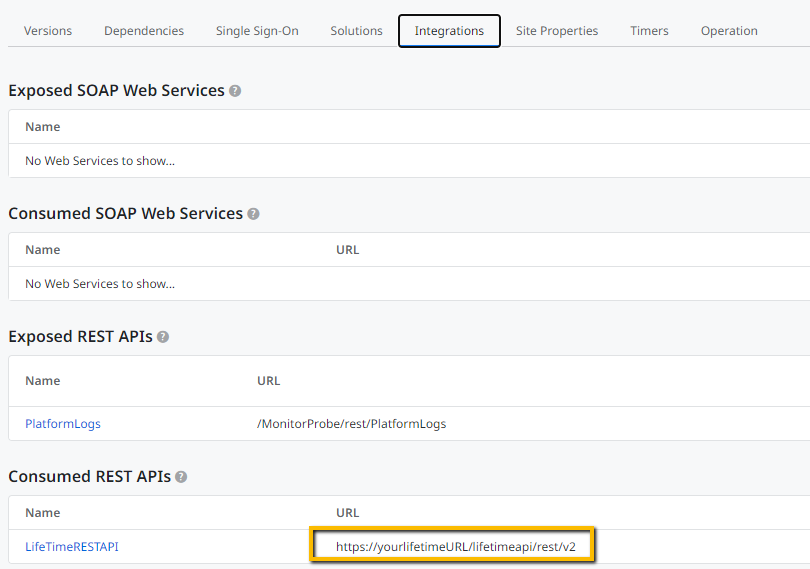 Versions Dependencies Single Sign-On Solutions Integrations Site Properties Timers Operation
Exposed SOAP Web Services ?
Name
No Web Services to show...
Consumed SOAP Web Services ?
Name URL
No Web Services to show...
Exposed REST APIs ?
Name URL
PlatformLogs /MonitorProbe/rest/PlatformLogs
Consumed REST APIs ?
Name URL
LifeTimeRESTAPI https://yourlifetimeURL/lifetimeapi/rest/v2